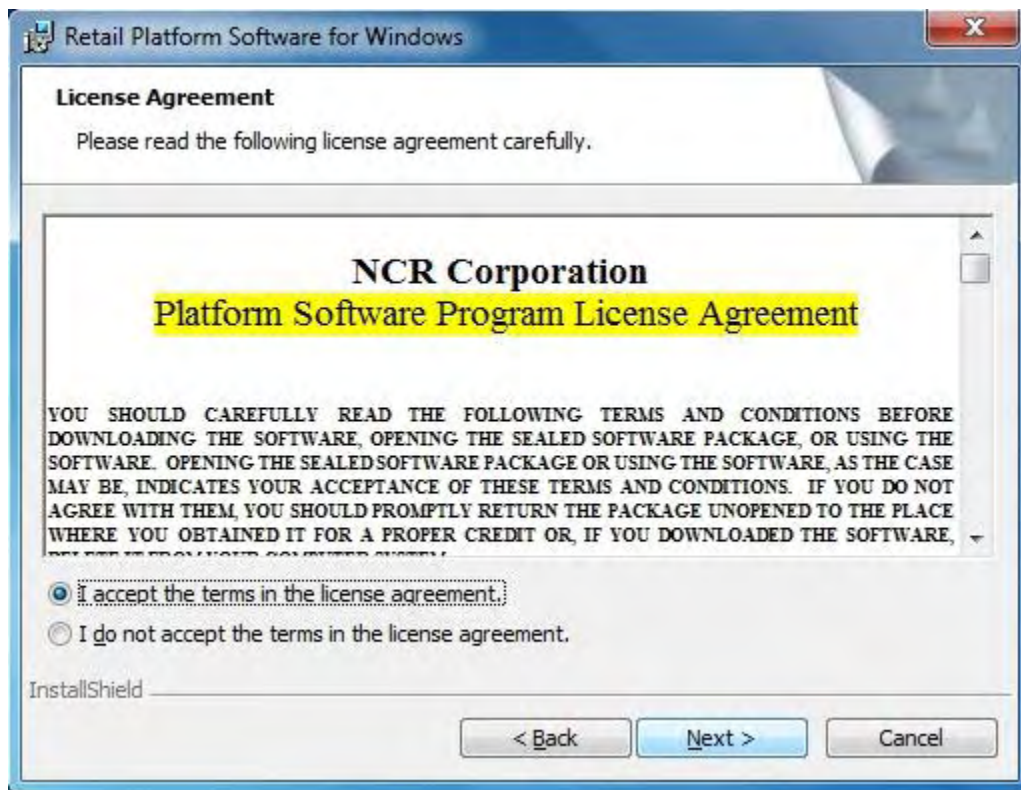 Retail Platform Software for Windows
License Agreement
Please read the following license agreement carefully.
NCR Corporation
Platform Software Program License Agreement
YOU SHOULD CAREFULLY READ THE FOLLOWING TERMS AND CONDITIONS BEFORE
DOWNLOADING THE SOFTWARE, OPENING THE SEALED SOFTWARE PACKAGE, OR USING THE
SOFTWARE. OPENING THE SEALED SOFTWARE PACKAGE OR USING THE SOFTWARE, AS THE CASE
MAY BE, INDICATES YOUR ACCEPTANCE OF THESE TERMS AND CONDITIONS. IF YOU DO NOT
AGREE WITH THEM, YOU SHOULD PROMPTLY RETURN THE PACKAGE UNOPENED TO THE PLACE
WHERE YOU OBTAINED IT FOR A PROPER CREDIT OR, IF YOU DOWNLOADED THE SOFTWARE,
DELETE IT FROM YOUR COMPUTER SYSTEM
I accept the terms in the license agreement.
I do not accept the terms in the license agreement.
InstallShield
< Back
Next >
Cancel